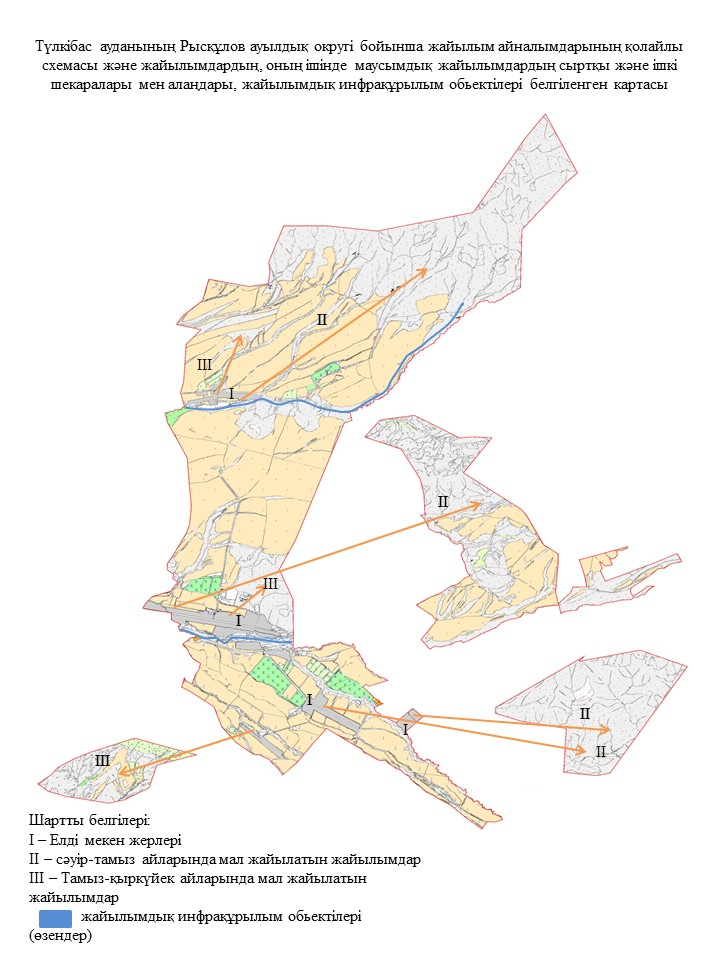 Түлкібас ауданының Рысқұлов ауылдық округі бойынша жайылым айналымдарының қолайлы
схемасы және жайылымдардың, оның ішінде маусымдық жайылымдардың сыртқы және ішкі
шекаралары мен алаңдары, жайылымдық инфрақұрылым обьектілері белгіленген картасы
II
III
I
II
III
I
I
I
II
II
III
Шартты белгілері:
I – Елді мекен жерлері
II – сәуір-тамыз айларында мал жайылатын жайылымдар
III – Тамыз-қыркүйек айларында мал жайылатын
жайылымдар
жайылымдық инфрақұрылым обьектілері
(өзендер)